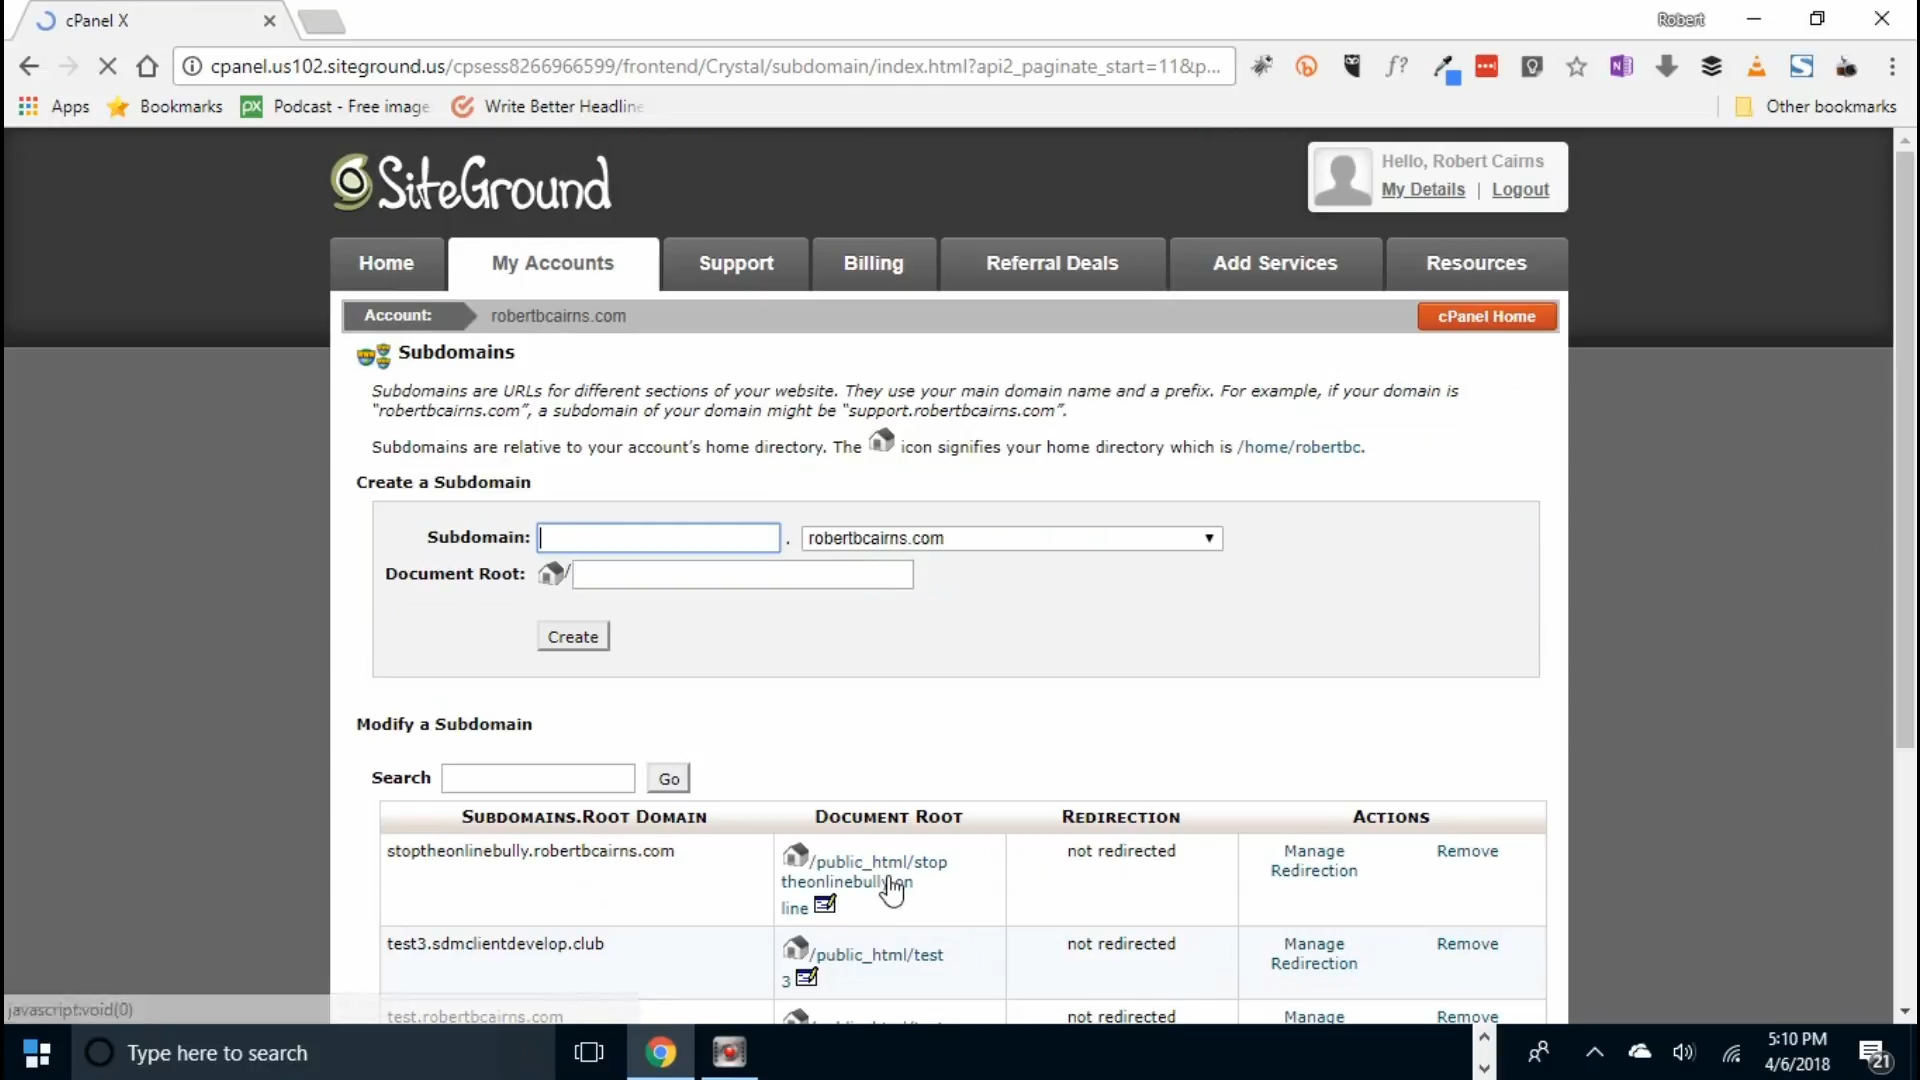 cPanel X
Robert
cpanel.us102.siteground.us/cpsess8266966599/frontend/Crystal/subdomain/index.html?api2_paginate_start=11&p...
f?
Apps
Bookmarks
px
Podcast - Free image
Write Better Headline
Other bookmarks
SiteGround
Hello, Robert Cairns
My Details | Logout
Home
My Accounts
Support
Billing
Referral Deals
Add Services
Resources
Account:
robertbcairns.com
cPanel Home
Subdomains
Subdomains are URLs for different sections of your website. They use your main domain name and a prefix. For example, if your domain is
“robertbcairns.com”, a subdomain of your domain might be “support.robertbcairns.com”.
Subdomains are relative to your account’s home directory. The icon signifies your home directory which is /home/robertbc.
Create a Subdomain
Subdomain:
.
robertbcairns.com
Document Root:
/
Create
Modify a Subdomain
Search
Go
Subdomains.Root Domain
Document Root
Redirection
Actions
stoptheonlinebully.robertbcairns.com
/public_html/stop
theonlinebully.on
line
not redirected
Manage
Redirection
Remove
test3.sdmclientdevelop.club
/public_html/test
3
not redirected
Manage
Redirection
Remove
test.robertbcairns.com
not redirected
Manage
Remove
javascript:void(0)
Type here to search
5:10 PM
4/6/2018
21